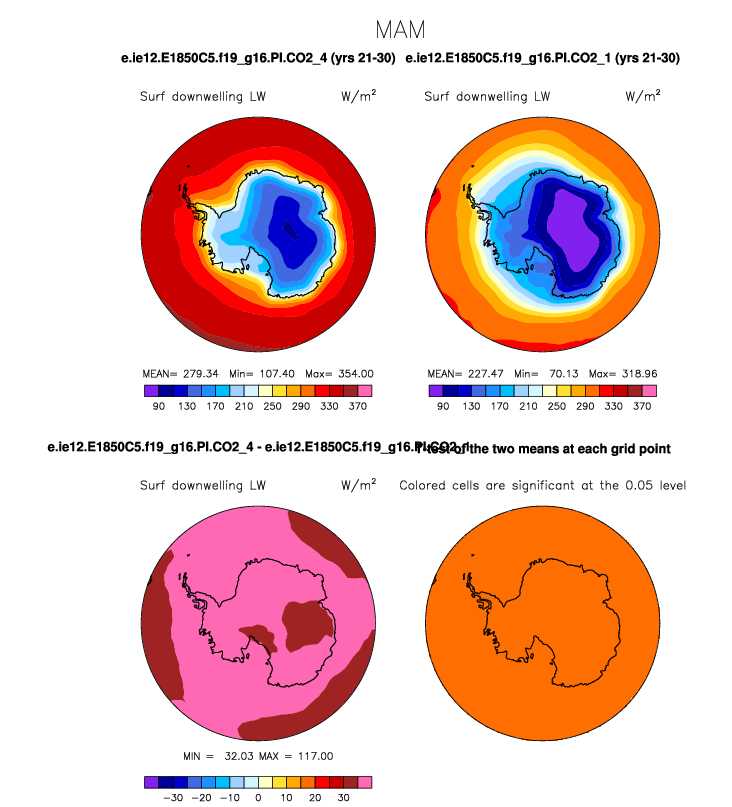 MAM
e.ie12.E1850C5.f19_g16.PI.CO2_4 (yrs 21-30) e.ie12.E1850C5.f19_g16.PI.CO2_1 (yrs 21-30)
Surf downwelling LW W/m² Surf downwelling LW W/m²
MEAN= 279.34 Min= 107.40 Max= 354.00 MEAN= 227.47 Min= 70.13 Max= 318.96
90 130 170 210 250 290 330 370 90 130 170 210 250 290 330 370
e.ie12.E1850C5.f19_g16.PI.CO2_4 - e.ie12.E1850C5.f19_g16.PI.CO2_1 T-test of the two means at each grid point
Surf downwelling LW W/m² Colored cells are significant at the 0.05 level
MIN = 32.03 MAX = 117.00
-30 -20 -10 0 10 20 30